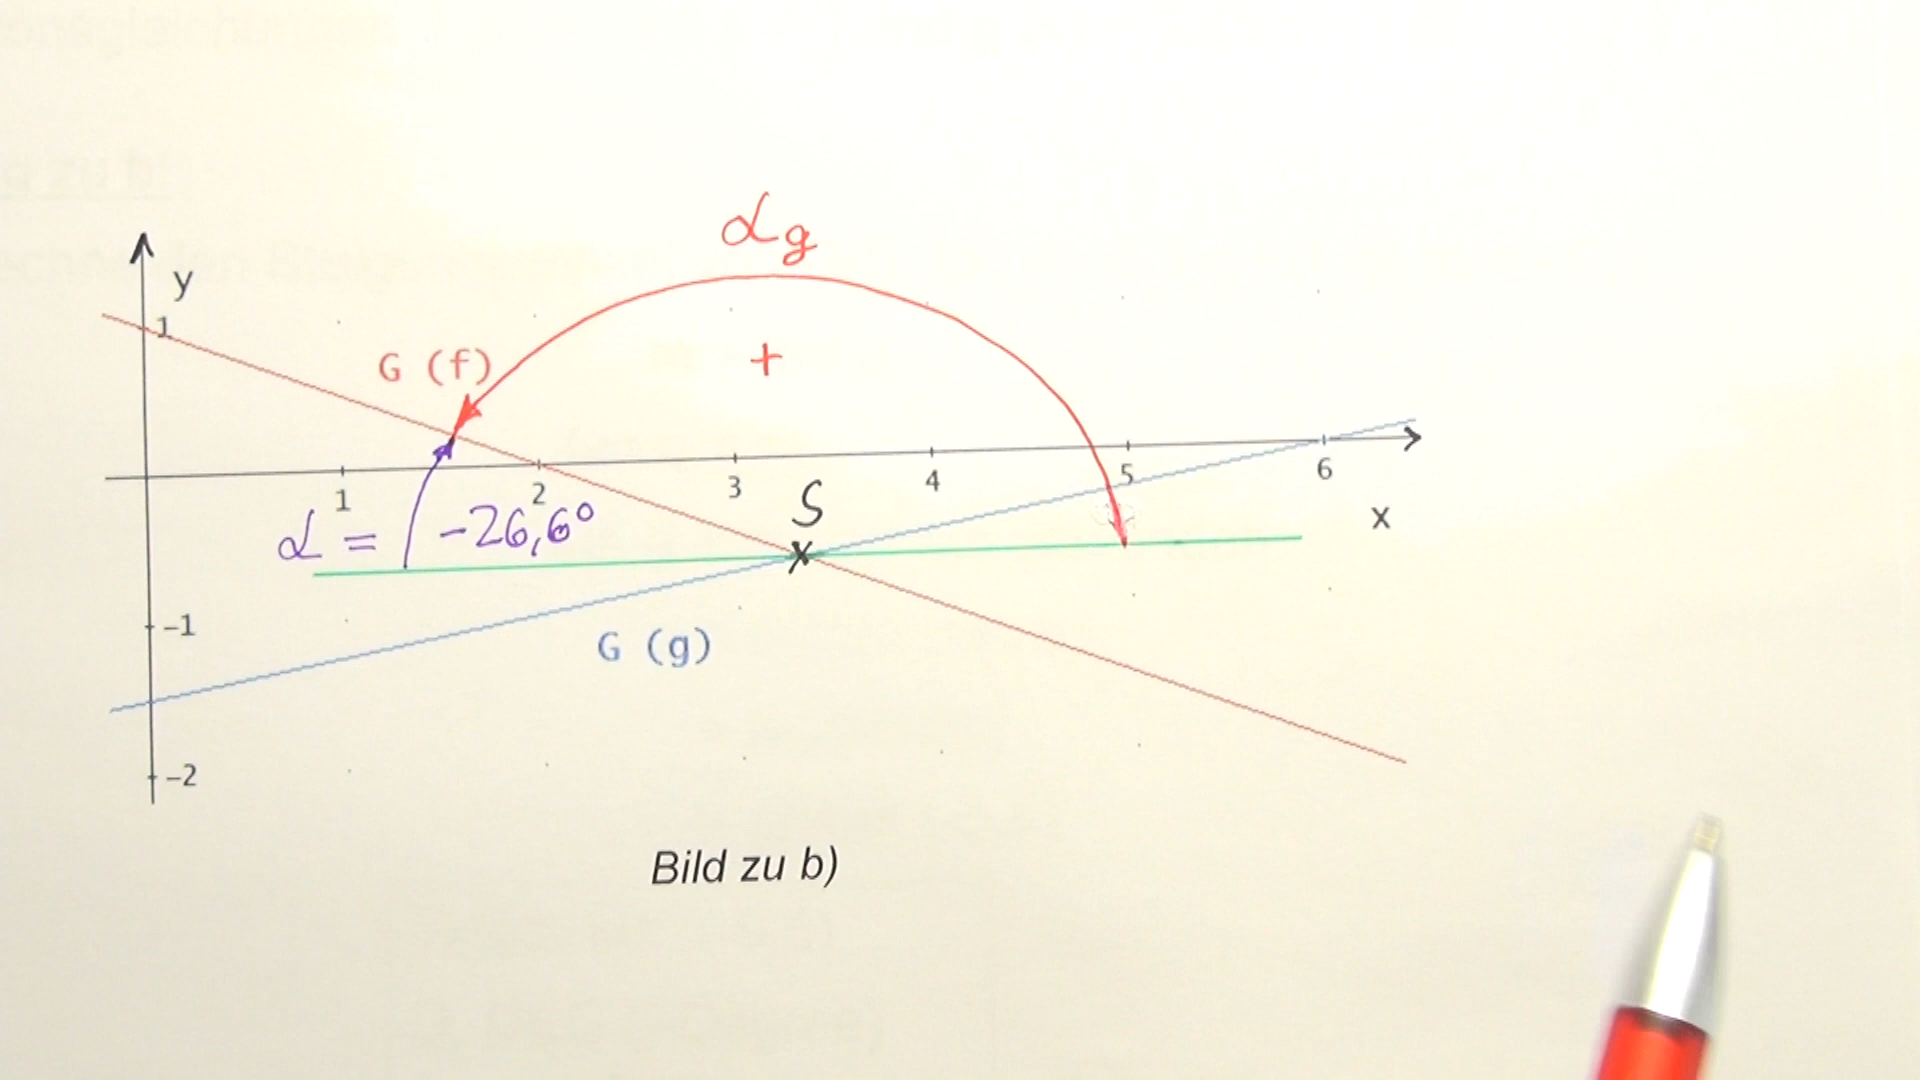 αg
y
1
G (f)
+
1 2 3 4 5 6
S
x
α = -26,6°
x
-1
G (g)
-2
Bild zu b)